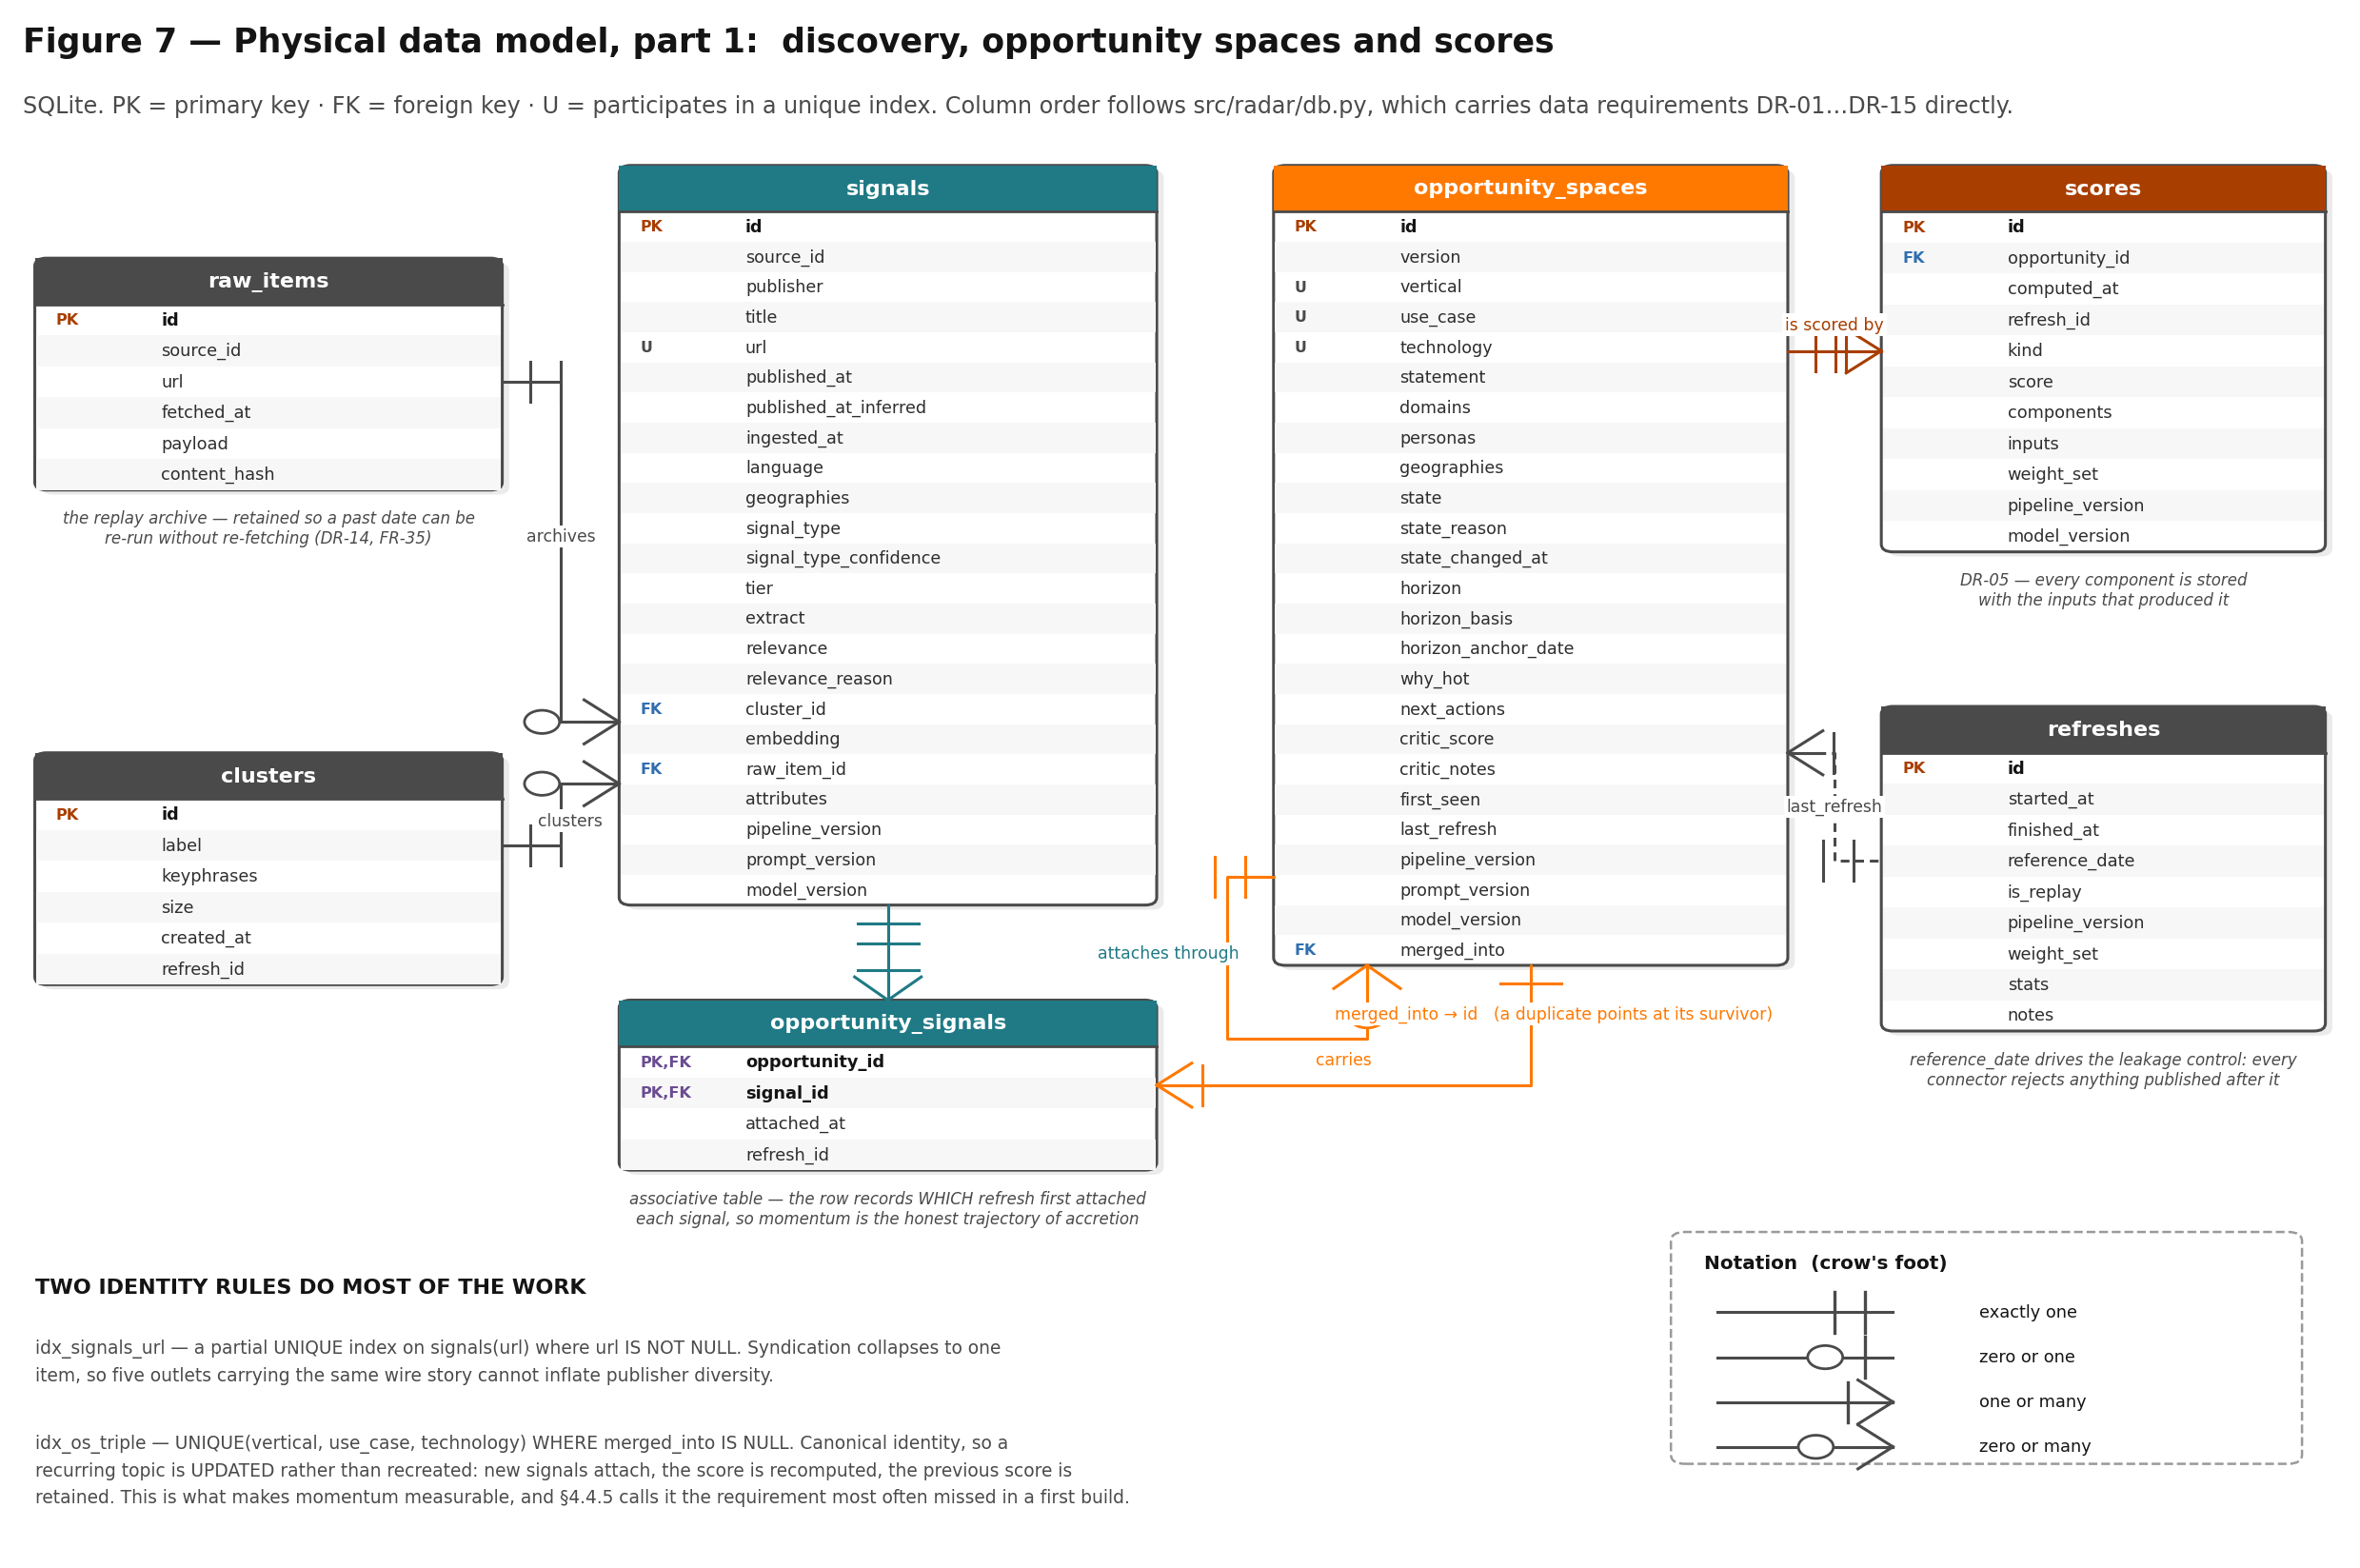 Figure 7 — Physical data model, part 1:  discovery, opportunity spaces and scores
SQLite. PK = primary key · FK = foreign key · U = participates in a unique index. Column order follows src/radar/db.py, which carries data requirements DR-01…DR-15 directly.
raw_items
PK id
source_id
url
fetched_at
payload
content_hash
the replay archive — retained so a past date can be
re-run without re-fetching (DR-14, FR-35)
clusters
PK id
label
keyphrases
size
created_at
refresh_id
archives
clusters
signals
PK id
source_id
publisher
title
U url
published_at
published_at_inferred
ingested_at
language
geographies
signal_type
signal_type_confidence
tier
extract
relevance
relevance_reason
FK cluster_id
embedding
FK raw_item_id
attributes
pipeline_version
prompt_version
model_version
attaches through
opportunity_signals
PK,FK opportunity_id
PK,FK signal_id
attached_at
refresh_id
associative table — the row records WHICH refresh first attached
each signal, so momentum is the honest trajectory of accretion
opportunity_spaces
PK id
version
U vertical
U use_case
U technology
statement
domains
personas
geographies
state
state_reason
state_changed_at
horizon
horizon_basis
horizon_anchor_date
why_hot
next_actions
critic_score
critic_notes
first_seen
last_refresh
pipeline_version
prompt_version
model_version
FK merged_into
merged_into → id   (a duplicate points at its survivor)
carries
is scored by
last_refresh
scores
PK id
FK opportunity_id
computed_at
refresh_id
kind
score
components
inputs
weight_set
pipeline_version
model_version
DR-05 — every component is stored
with the inputs that produced it
refreshes
PK id
started_at
finished_at
reference_date
is_replay
pipeline_version
weight_set
stats
notes
reference_date drives the leakage control: every
connector rejects anything published after it
TWO IDENTITY RULES DO MOST OF THE WORK
idx_signals_url — a partial UNIQUE index on signals(url) where url IS NOT NULL. Syndication collapses to one
item, so five outlets carrying the same wire story cannot inflate publisher diversity.
idx_os_triple — UNIQUE(vertical, use_case, technology) WHERE merged_into IS NULL. Canonical identity, so a
recurring topic is UPDATED rather than recreated: new signals attach, the score is recomputed, the previous score is
retained. This is what makes momentum measurable, and §4.4.5 calls it the requirement most often missed in a first build.
Notation  (crow's foot)
exactly one
zero or one
one or many
zero or many